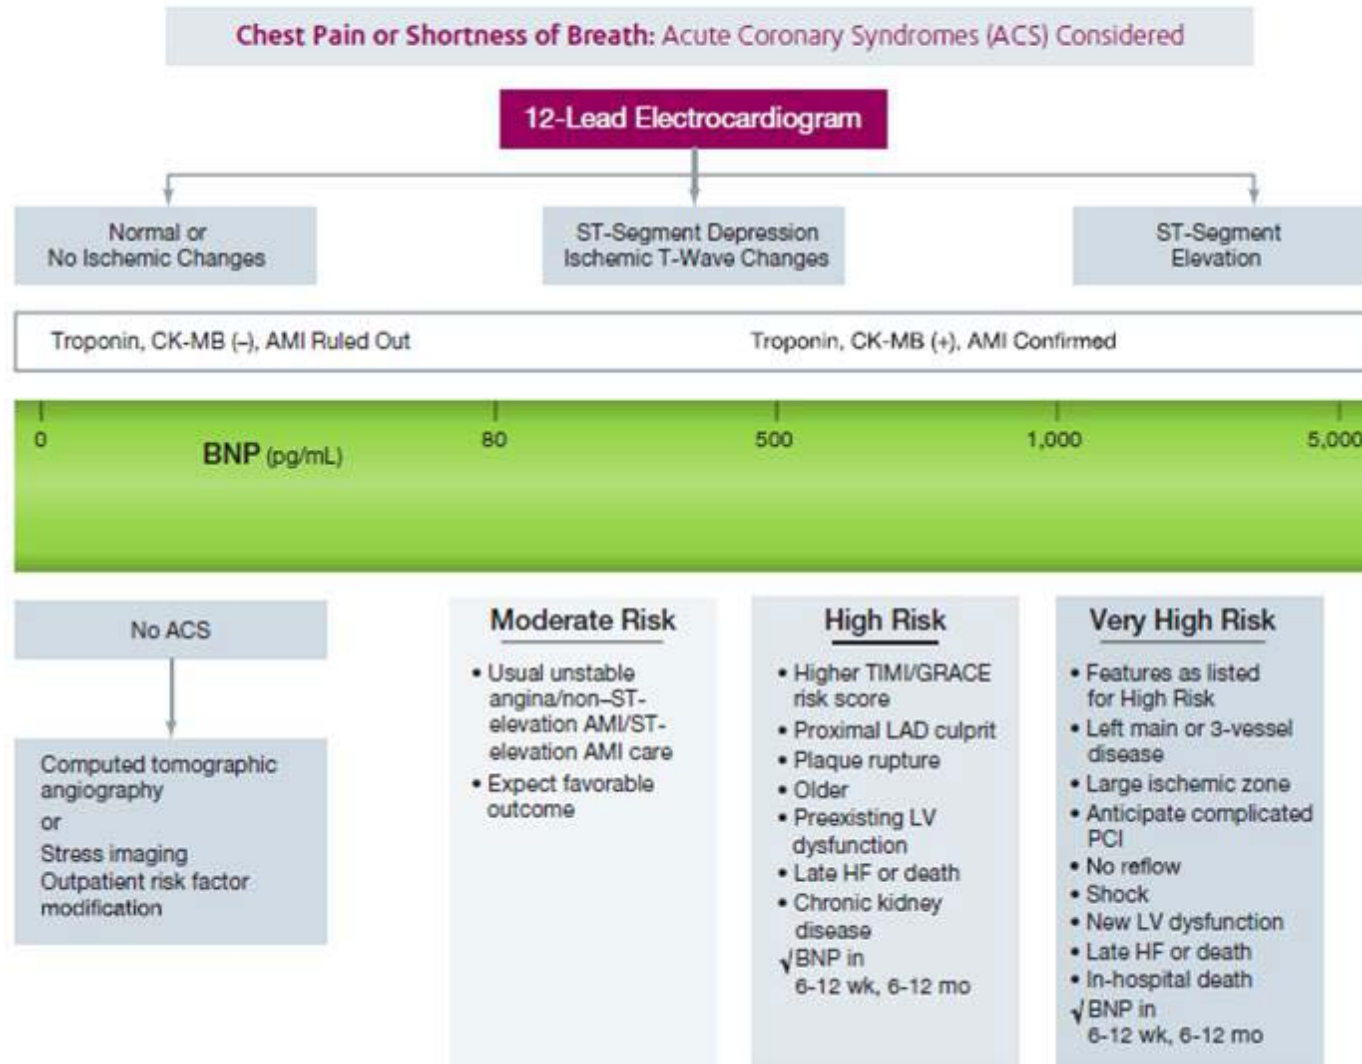 Chest Pain or Shortness of Breath: Acute Coronary Syndromes (ACS) Considered
12-Lead Electrocardiogram
Normal or
No Ischemic Changes
ST-Segment Depression
Ischemic T-Wave Changes
ST-Segment
Elevation
Troponin, CK-MB (–), AMI Ruled Out
Troponin, CK-MB (+), AMI Confirmed
0
80
500
1,000
5,000
BNP (pg/mL)
No ACS
Computed tomographic
angiography
or
Stress imaging
Outpatient risk factor
modification
Moderate Risk
• Usual unstable
angina/non–ST-
elevation AMI/ST-
elevation AMI care
• Expect favorable
outcome
High Risk
• Higher TIMI/GRACE
risk score
• Proximal LAD culprit
• Plaque rupture
• Older
• Preexisting LV
dysfunction
• Late HF or death
• Chronic kidney
disease
√ BNP in
6-12 wk, 6-12 mo
Very High Risk
• Features as listed
for High Risk
• Left main or 3-vessel
disease
• Large ischemic zone
• Anticipate complicated
PCI
• No reflow
• Shock
• New LV dysfunction
• Late HF or death
• In-hospital death
√ BNP in
6-12 wk, 6-12 mo